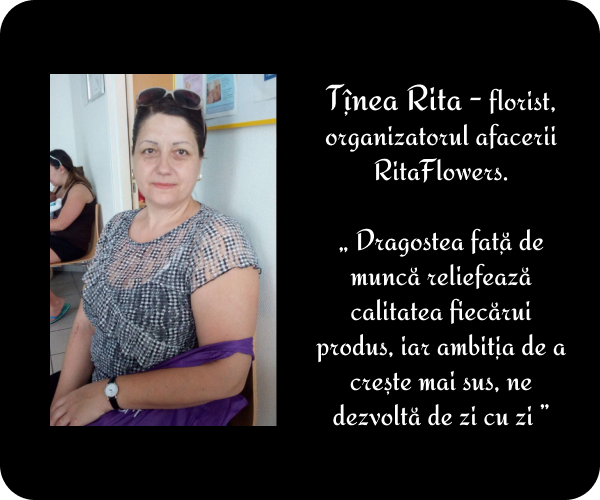 Tînea Rita - florist,
organizatorul afacerii
RitaFlowers.
„ Dragostea față de
muncă reliefează
calitatea fiecărui
produs, iar ambiția de a
crește mai sus, ne
dezvoltă de zi cu zi ”